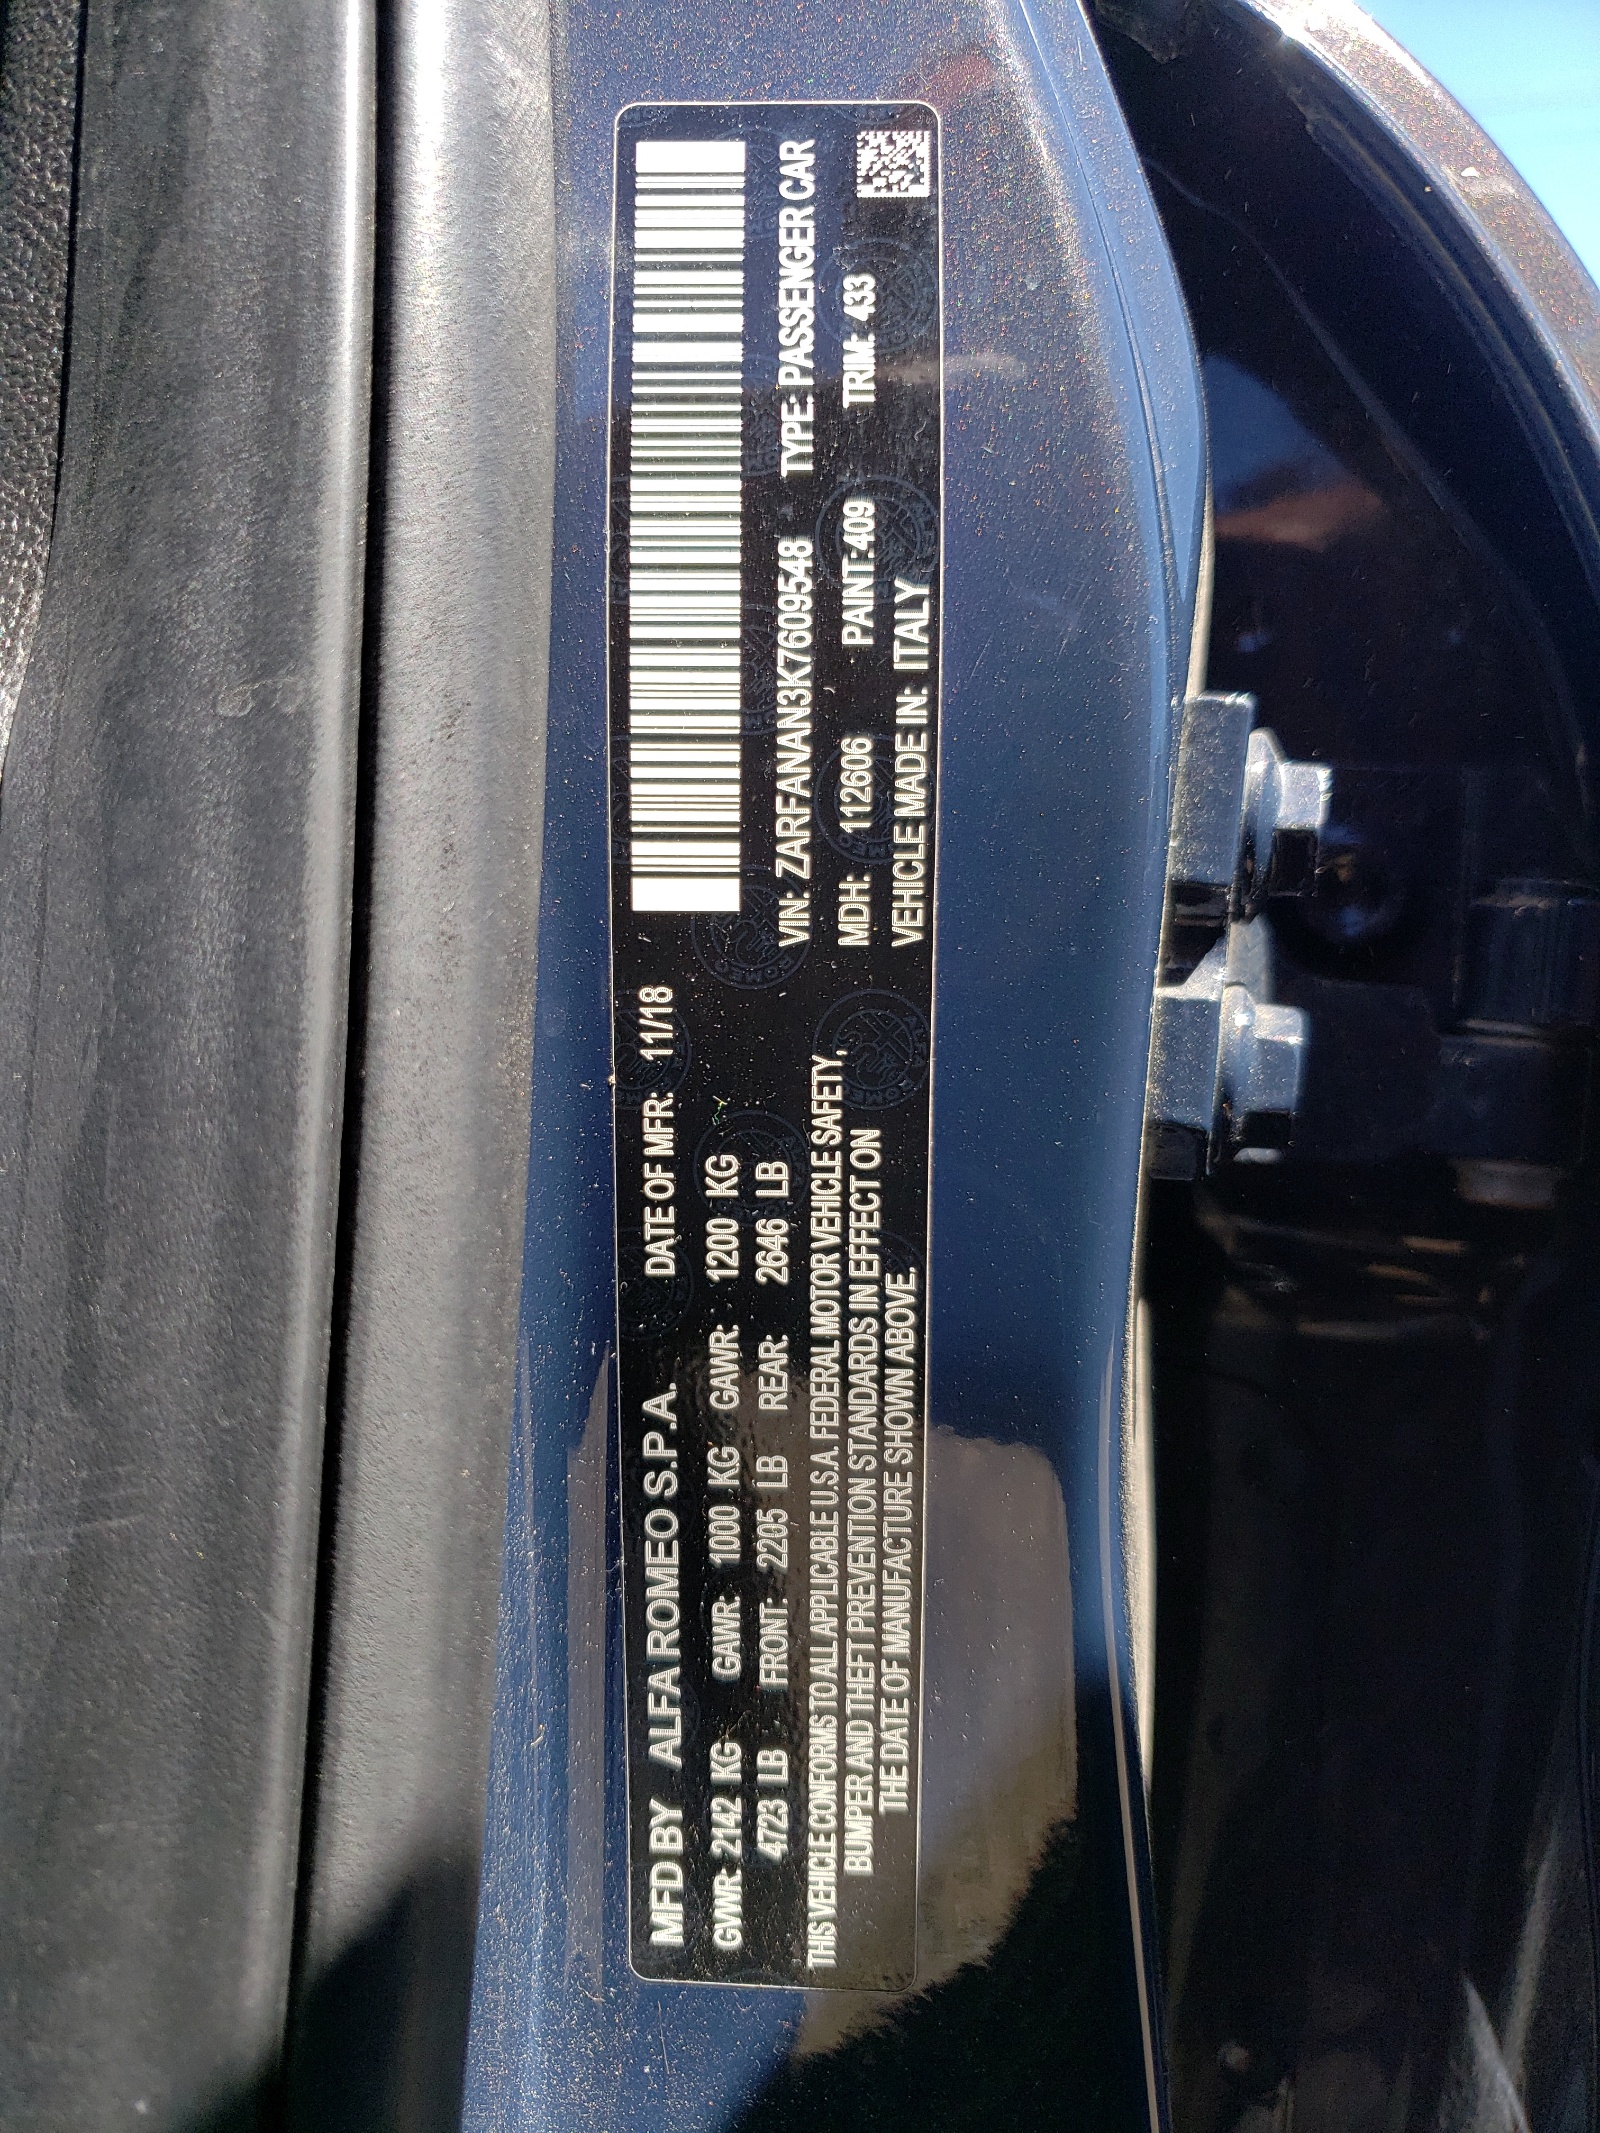 MFD BY ALFA ROMEO S.P.A. DATE OF MFR: 11/18
GVWR: 2142 KG GAWR: 1000 KG GAWR: 1200 KG
4723 LB FRONT: 2205 LB REAR: 2646 LB
THIS VEHICLE CONFORMS TO ALL APPLICABLE U.S.A. FEDERAL MOTOR VEHICLE SAFETY,
BUMPER AND THEFT PREVENTION STANDARDS IN EFFECT ON
THE DATE OF MANUFACTURE SHOWN ABOVE.
VIN: ZARFANAN3K7609548 TYPE: PASSENGER CAR
MDH: 112606 PAINT: 409 TRIM: 433
VEHICLE MADE IN: ITALY